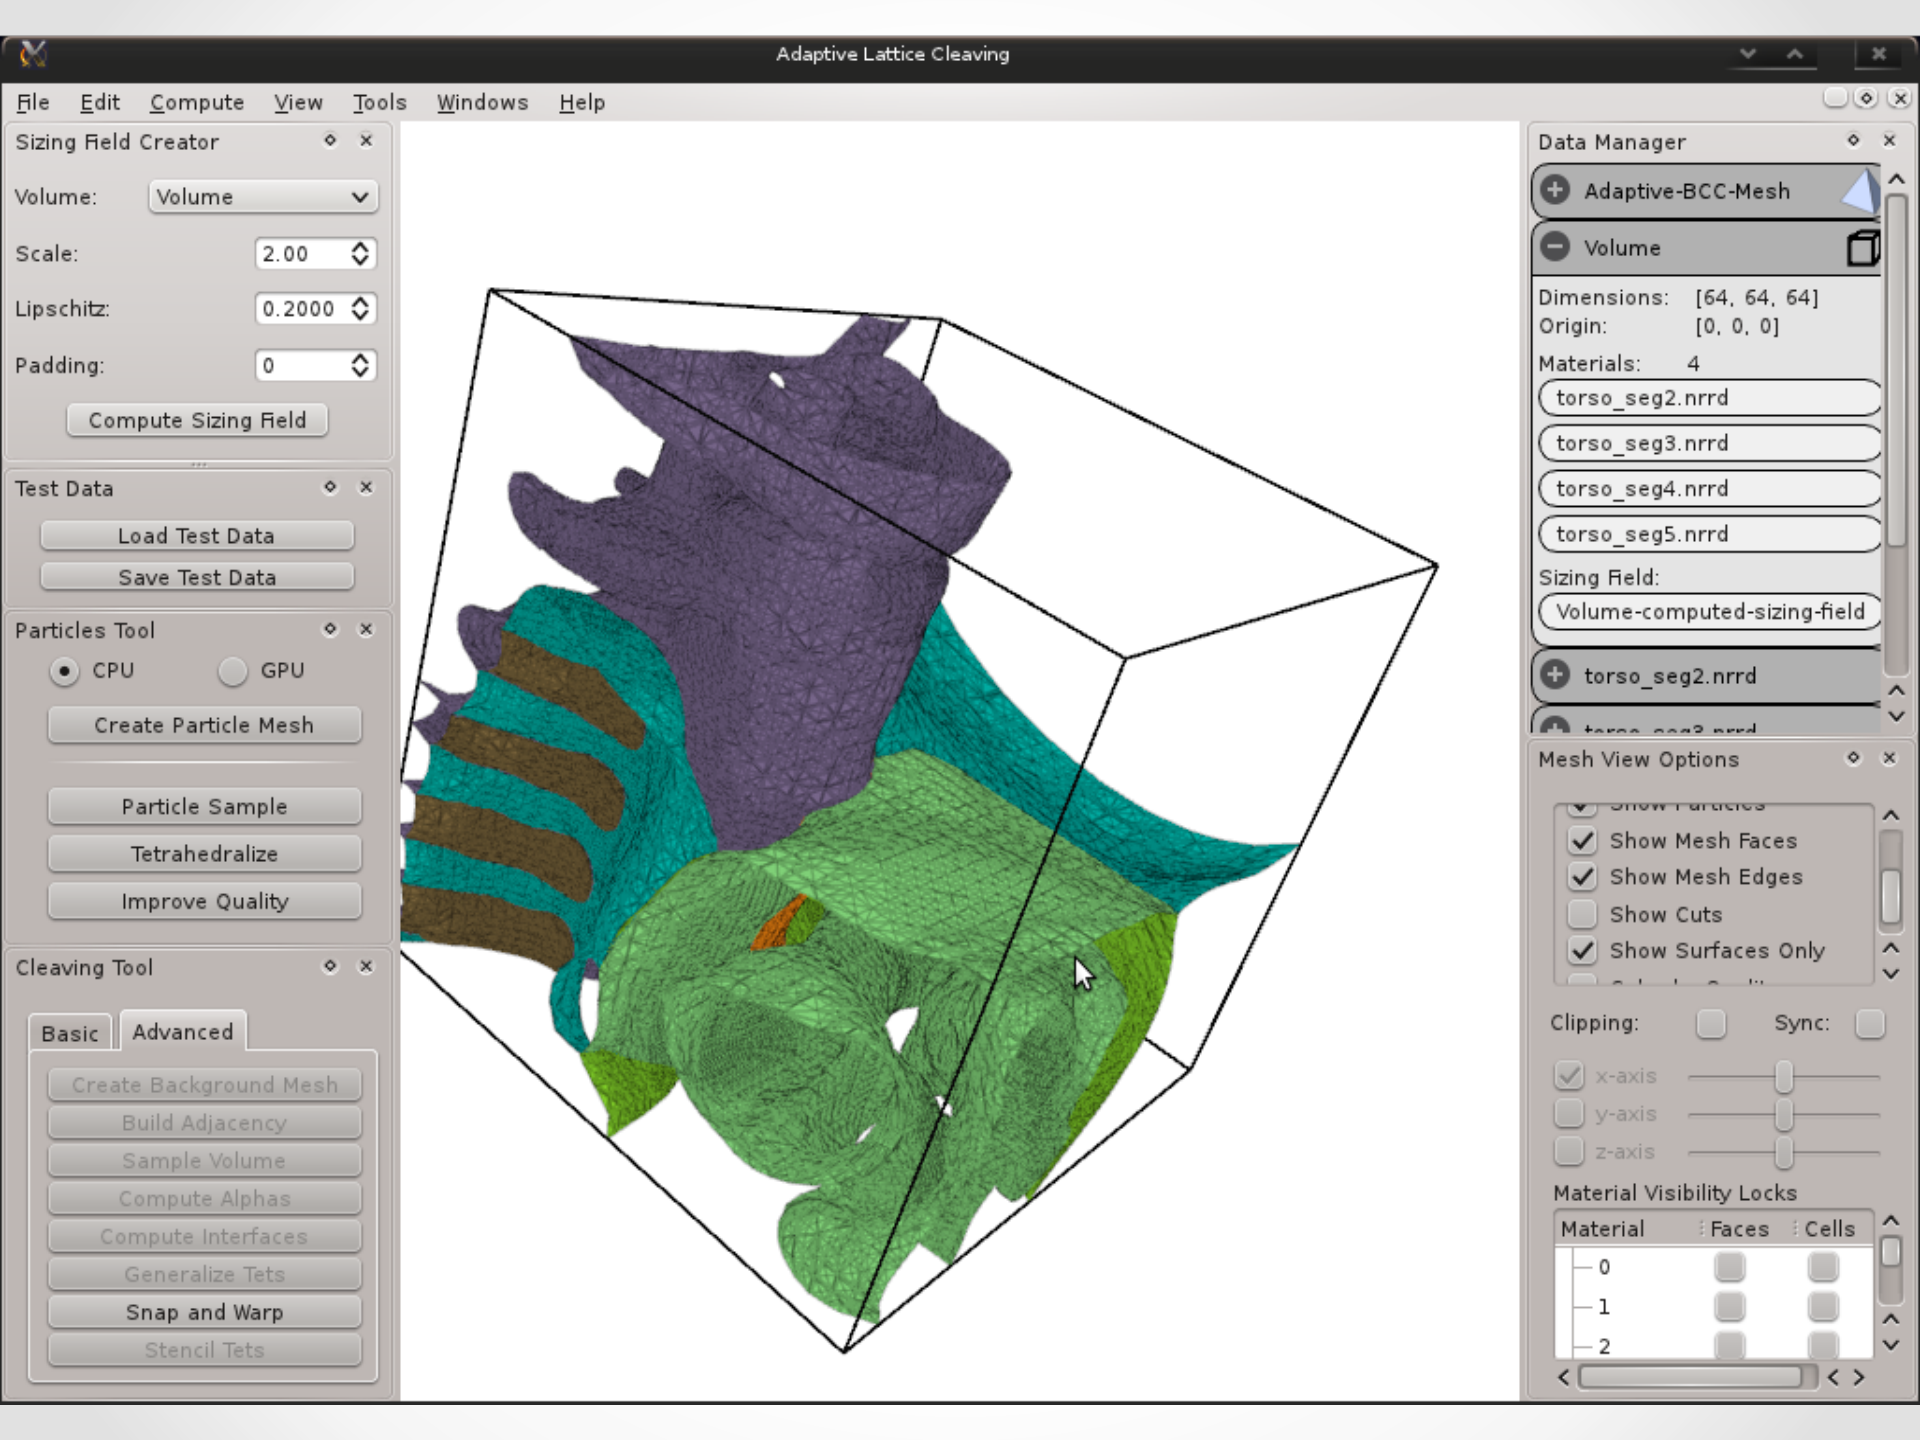 Adaptive Lattice Cleaving
File Edit Compute View Tools Windows Help
Sizing Field Creator
Volume: Volume
Scale: 2.00
Lipschitz: 0.2000
Padding: 0
Compute Sizing Field
Test Data
Load Test Data
Save Test Data
Particles Tool
CPU GPU
Create Particle Mesh
Particle Sample
Tetrahedralize
Improve Quality
Cleaving Tool
Basic Advanced
Create Background Mesh
Build Adjacency
Sample Volume
Compute Alphas
Compute Interfaces
Generalize Tets
Snap and Warp
Stencil Tets
Data Manager
Adaptive-BCC-Mesh
Volume
Dimensions: [64, 64, 64]
Origin: [0, 0, 0]
Materials: 4
torso_seg2.nrrd
torso_seg3.nrrd
torso_seg4.nrrd
torso_seg5.nrrd
Sizing Field:
Volume-computed-sizing-field
torso_seg2.nrrd
torso_seg3.nrrd
Mesh View Options
Show Particles
Show Mesh Faces
Show Mesh Edges
Show Cuts
Show Surfaces Only
Clipping: Sync:
x-axis
y-axis
z-axis
Material Visibility Locks
Material Faces Cells
0
1
2